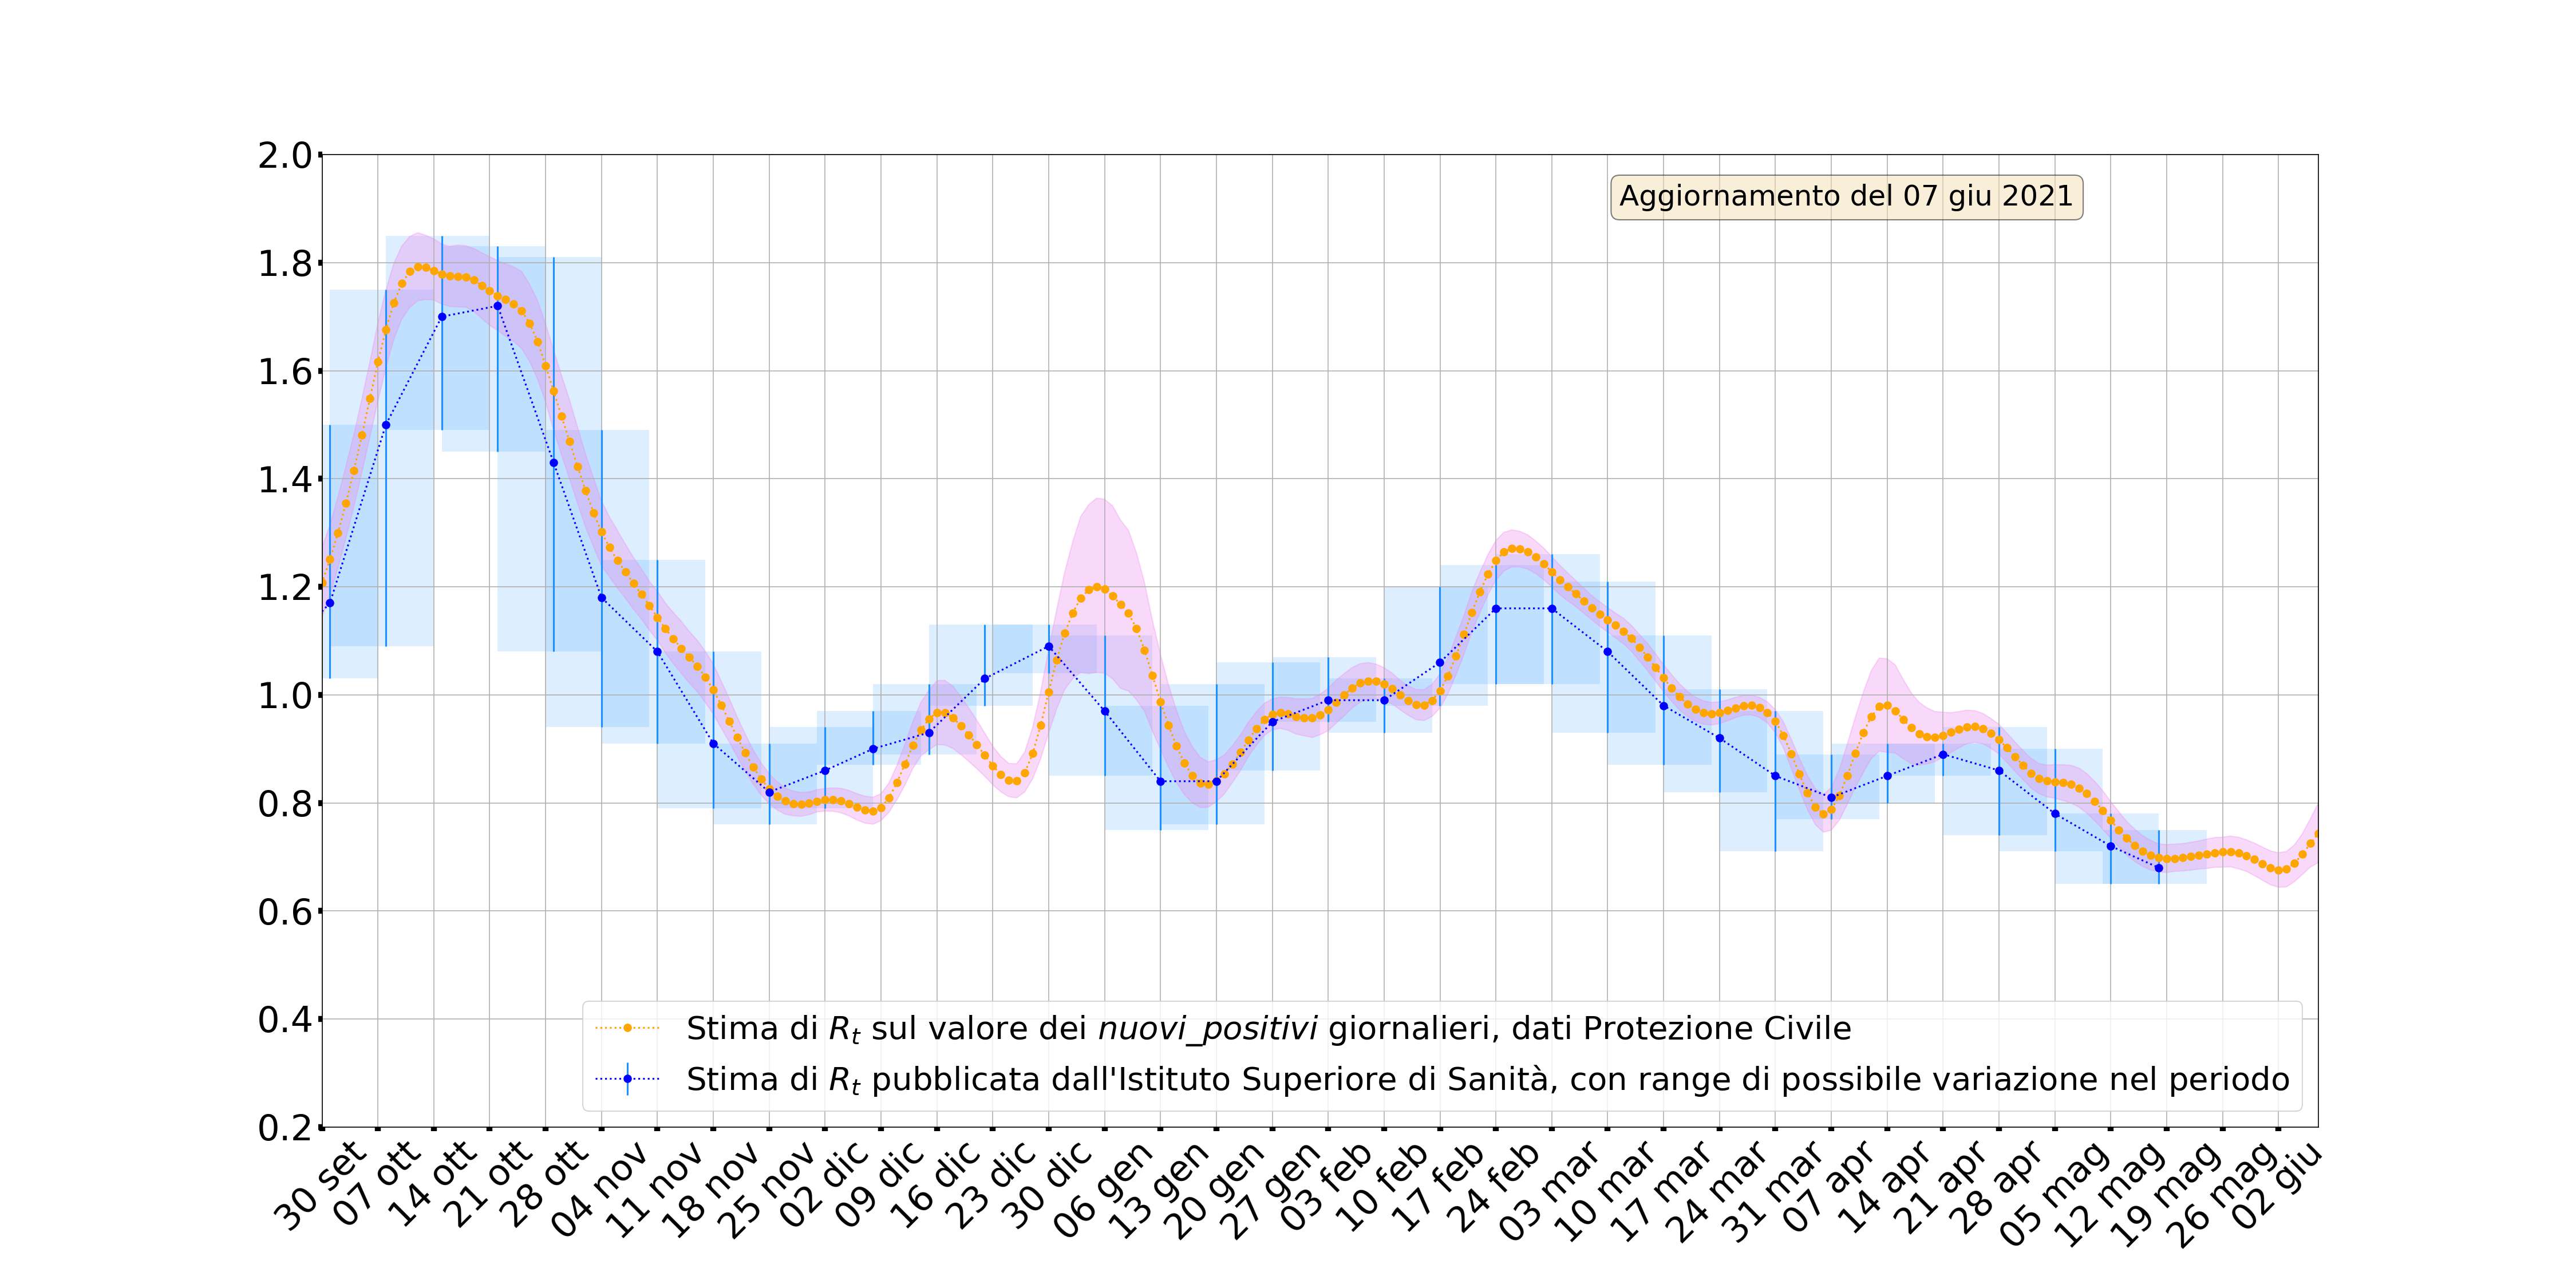 2.0
1.8
1.6
1.4
1.2
1.0
0.8
0.6
0.4
0.2
Aggiornamento del 07 giu 2021
Stima di Rt sul valore dei nuovi_positivi giornalieri, dati Protezione Civile
Stima di Rt pubblicata dall'Istituto Superiore di Sanità, con range di possibile variazione nel periodo
30 set
07 ott
14 ott
21 ott
28 ott
04 nov
11 nov
18 nov
25 nov
02 dic
09 dic
16 dic
23 dic
30 dic
06 gen
13 gen
20 gen
27 gen
03 feb
10 feb
17 feb
24 feb
03 mar
10 mar
17 mar
24 mar
31 mar
07 apr
14 apr
21 apr
28 apr
05 mag
12 mag
19 mag
26 mag
02 giu